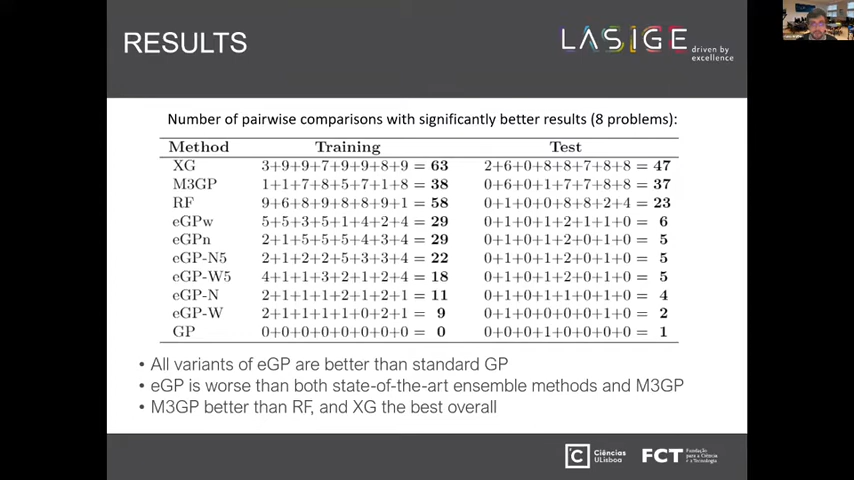 RESULTS
LASIGE
driven by
excellence
Number of pairwise comparisons with significantly better results (8 problems):
Method Training Test
XG 3+9+9+7+9+9+8+9 = 63 2+6+0+8+8+7+8+8 = 47
M3GP 1+1+7+8+5+7+1+8 = 38 0+6+0+1+7+7+8+8 = 37
RF 9+6+8+9+8+8+9+1 = 58 0+1+0+0+8+8+2+4 = 23
eGPw 5+5+3+5+1+4+2+4 = 29 0+1+0+1+2+1+1+0 = 6
eGPn 2+1+5+5+5+4+3+4 = 29 0+1+0+1+2+0+1+0 = 5
eGP-N5 2+1+2+2+5+3+3+4 = 22 0+1+0+1+2+0+1+0 = 5
eGP-W5 4+1+1+3+2+1+2+4 = 18 0+1+0+1+2+0+1+0 = 5
eGP-N 2+1+1+1+2+1+2+1 = 11 0+1+0+1+1+0+1+0 = 4
eGP-W 2+1+1+1+1+0+2+1 = 9 0+1+0+0+0+0+1+0 = 2
GP 0+0+0+0+0+0+0+0 = 0 0+0+0+1+0+0+0+0 = 1
• All variants of eGP are better than standard GP
• eGP is worse than both state-of-the-art ensemble methods and M3GP
• M3GP better than RF, and XG the best overall
Ciências
ULisboa
FCT
Fundação
para a Ciência
e a Tecnologia